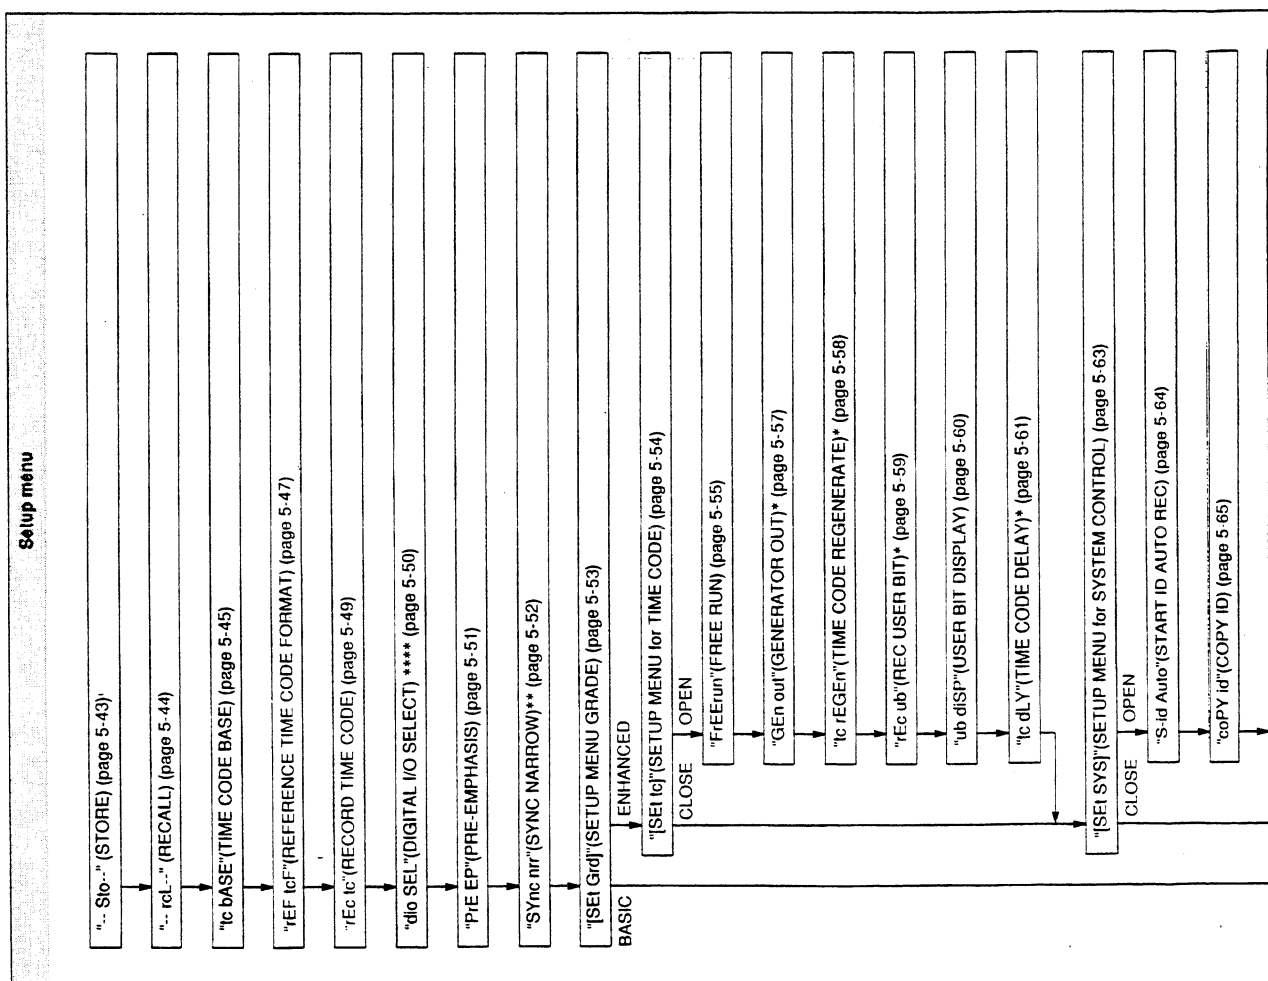 Setup menu
"-- Sto--" (STORE) (page 5-43)
"-- rcL--" (RECALL) (page 5-44)
"tc bASE"(TIME CODE BASE) (page 5-45)
"rEF tcF"(REFERENCE TIME CODE FORMAT) (page 5-47)
"rEc tc"(RECORD TIME CODE) (page 5-49)
"dio SEL"(DIGITAL I/O SELECT) **** (page 5-50)
"PrE EP"(PRE-EMPHASIS) (page 5-51)
"SYnc nrr"(SYNC NARROW)** (page 5-52)
"[SEt Grd]"(SETUP MENU GRADE) (page 5-53)
BASIC ENHANCED
"[SEt tc]"(SETUP MENU for TIME CODE) (page 5-54)
CLOSE OPEN
"FrEErun"(FREE RUN) (page 5-55)
"GEn out"(GENERATOR OUT)* (page 5-57)
"tc rEGEn"(TIME CODE REGENERATE)* (page 5-58)
"rEc ub"(REC USER BIT)* (page 5-59)
"ub diSP"(USER BIT DISPLAY) (page 5-60)
"tc dLY"(TIME CODE DELAY)* (page 5-61)
"[SEt SYS]"(SETUP MENU for SYSTEM CONTROL) (page 5-63)
CLOSE OPEN
"S-id Auto"(START ID AUTO REC) (page 5-64)
"coPY id"(COPY ID) (page 5-65)